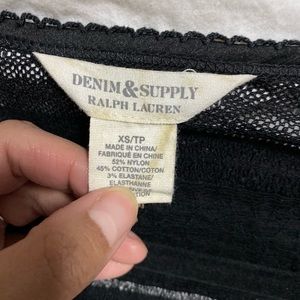 DENIM&SUPPLY
RALPH LAUREN
XS/TP
MADE IN CHINA/
FABRIQUÉ EN CHINE
52% NYLON
45% COTTON/COTON
3% ELASTANE/
ELASTHANNE